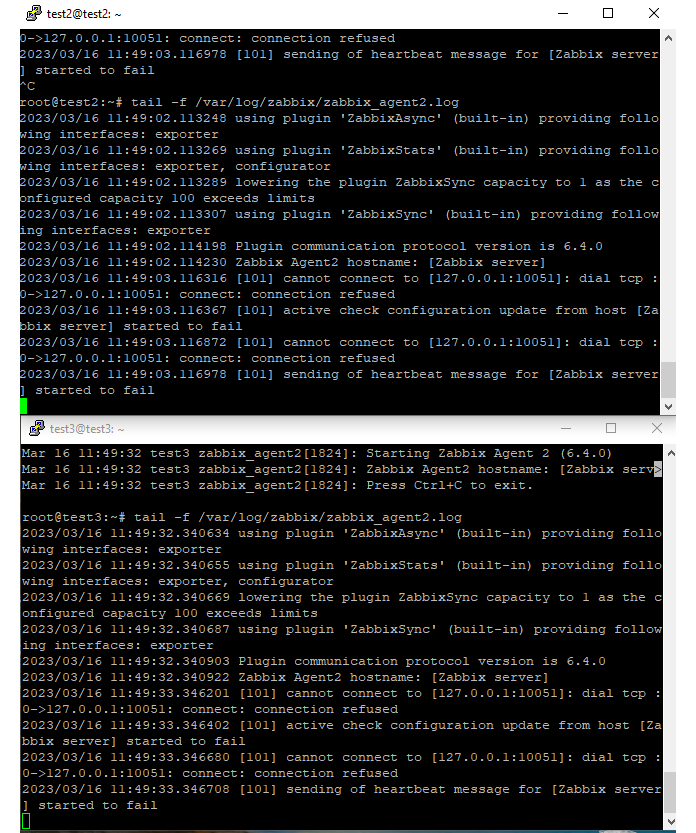 test2@test2: ~
0->127.0.0.1:10051: connect: connection refused
2023/03/16 11:49:03.116978 [101] sending of heartbeat message for [Zabbix server
] started to fail
^C
root@test2:~# tail -f /var/log/zabbix/zabbix_agent2.log
2023/03/16 11:49:02.113248 using plugin 'ZabbixAsync' (built-in) providing follo
wing interfaces: exporter
2023/03/16 11:49:02.113269 using plugin 'ZabbixStats' (built-in) providing follo
wing interfaces: exporter, configurator
2023/03/16 11:49:02.113289 lowering the plugin ZabbixSync capacity to 1 as the c
onfigured capacity 100 exceeds limits
2023/03/16 11:49:02.113307 using plugin 'ZabbixSync' (built-in) providing follow
ing interfaces: exporter
2023/03/16 11:49:02.114198 Plugin communication protocol version is 6.4.0
2023/03/16 11:49:02.114230 Zabbix Agent2 hostname: [Zabbix server]
2023/03/16 11:49:03.116316 [101] cannot connect to [127.0.0.1:10051]: dial tcp :
0->127.0.0.1:10051: connect: connection refused
2023/03/16 11:49:03.116367 [101] active check configuration update from host [Za
bbix server] started to fail
2023/03/16 11:49:03.116872 [101] cannot connect to [127.0.0.1:10051]: dial tcp :
0->127.0.0.1:10051: connect: connection refused
2023/03/16 11:49:03.116978 [101] sending of heartbeat message for [Zabbix server
] started to fail
test3@test3: ~
Mar 16 11:49:32 test3 zabbix_agent2[1824]: Starting Zabbix Agent 2 (6.4.0)
Mar 16 11:49:32 test3 zabbix_agent2[1824]: Zabbix Agent2 hostname: [Zabbix serv>
Mar 16 11:49:32 test3 zabbix_agent2[1824]: Press Ctrl+C to exit.
root@test3:~# tail -f /var/log/zabbix/zabbix_agent2.log
2023/03/16 11:49:32.340634 using plugin 'ZabbixAsync' (built-in) providing follo
wing interfaces: exporter
2023/03/16 11:49:32.340655 using plugin 'ZabbixStats' (built-in) providing follo
wing interfaces: exporter, configurator
2023/03/16 11:49:32.340669 lowering the plugin ZabbixSync capacity to 1 as the c
onfigured capacity 100 exceeds limits
2023/03/16 11:49:32.340687 using plugin 'ZabbixSync' (built-in) providing follow
ing interfaces: exporter
2023/03/16 11:49:32.340903 Plugin communication protocol version is 6.4.0
2023/03/16 11:49:32.340922 Zabbix Agent2 hostname: [Zabbix server]
2023/03/16 11:49:33.346201 [101] cannot connect to [127.0.0.1:10051]: dial tcp :
0->127.0.0.1:10051: connect: connection refused
2023/03/16 11:49:33.346402 [101] active check configuration update from host [Za
bbix server] started to fail
2023/03/16 11:49:33.346680 [101] cannot connect to [127.0.0.1:10051]: dial tcp :
0->127.0.0.1:10051: connect: connection refused
2023/03/16 11:49:33.346708 [101] sending of heartbeat message for [Zabbix server
] started to fail